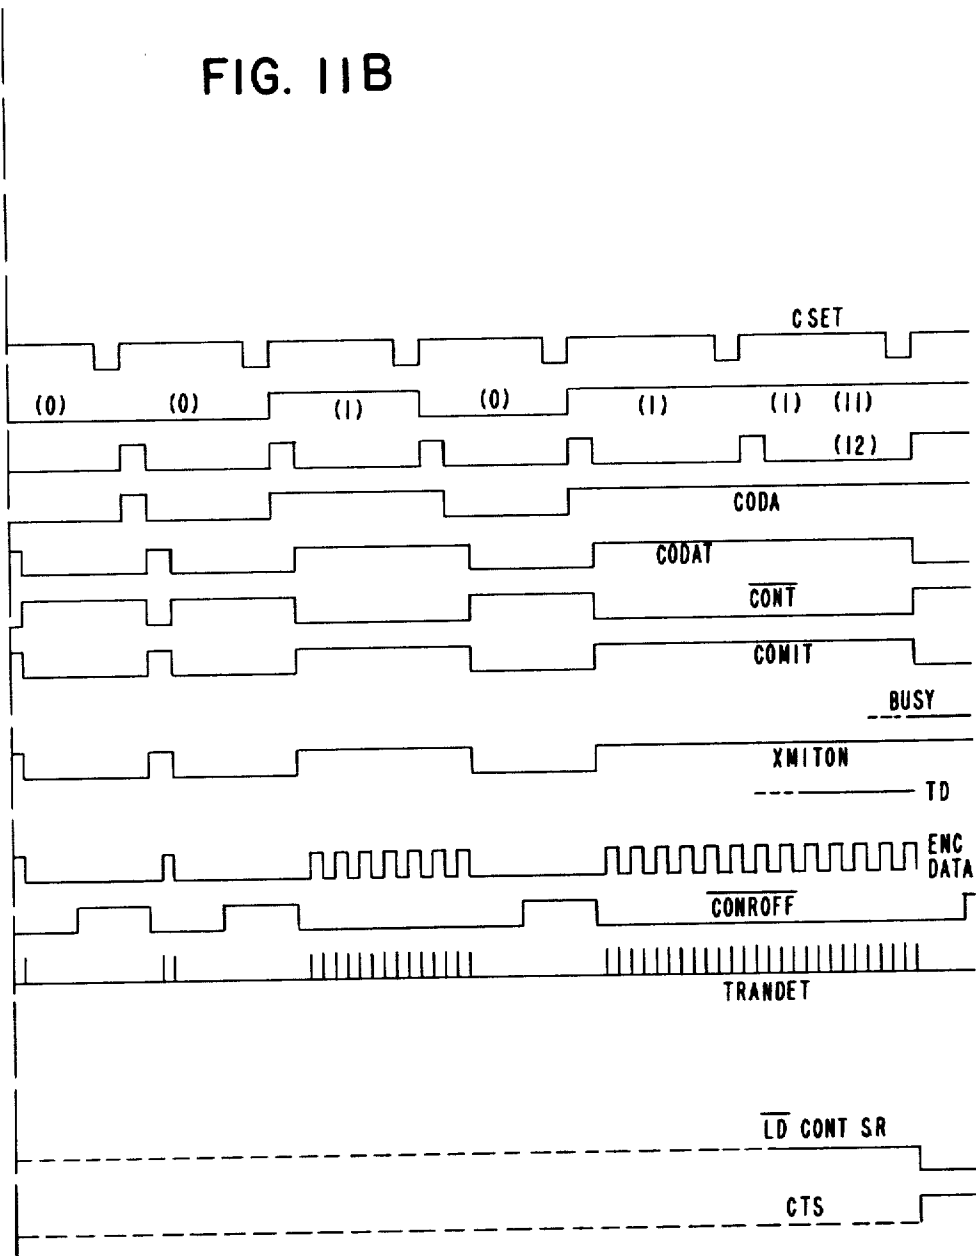 FIG. 11B
CSET
(0) (0) (1) (0) (1) (1) (11)
(12)
CODA
CODAT
CONT
COMIT
BUSY
XMITON
TD
ENC
DATA
CONROFF
TRANDET
LD CONT SR
CTS